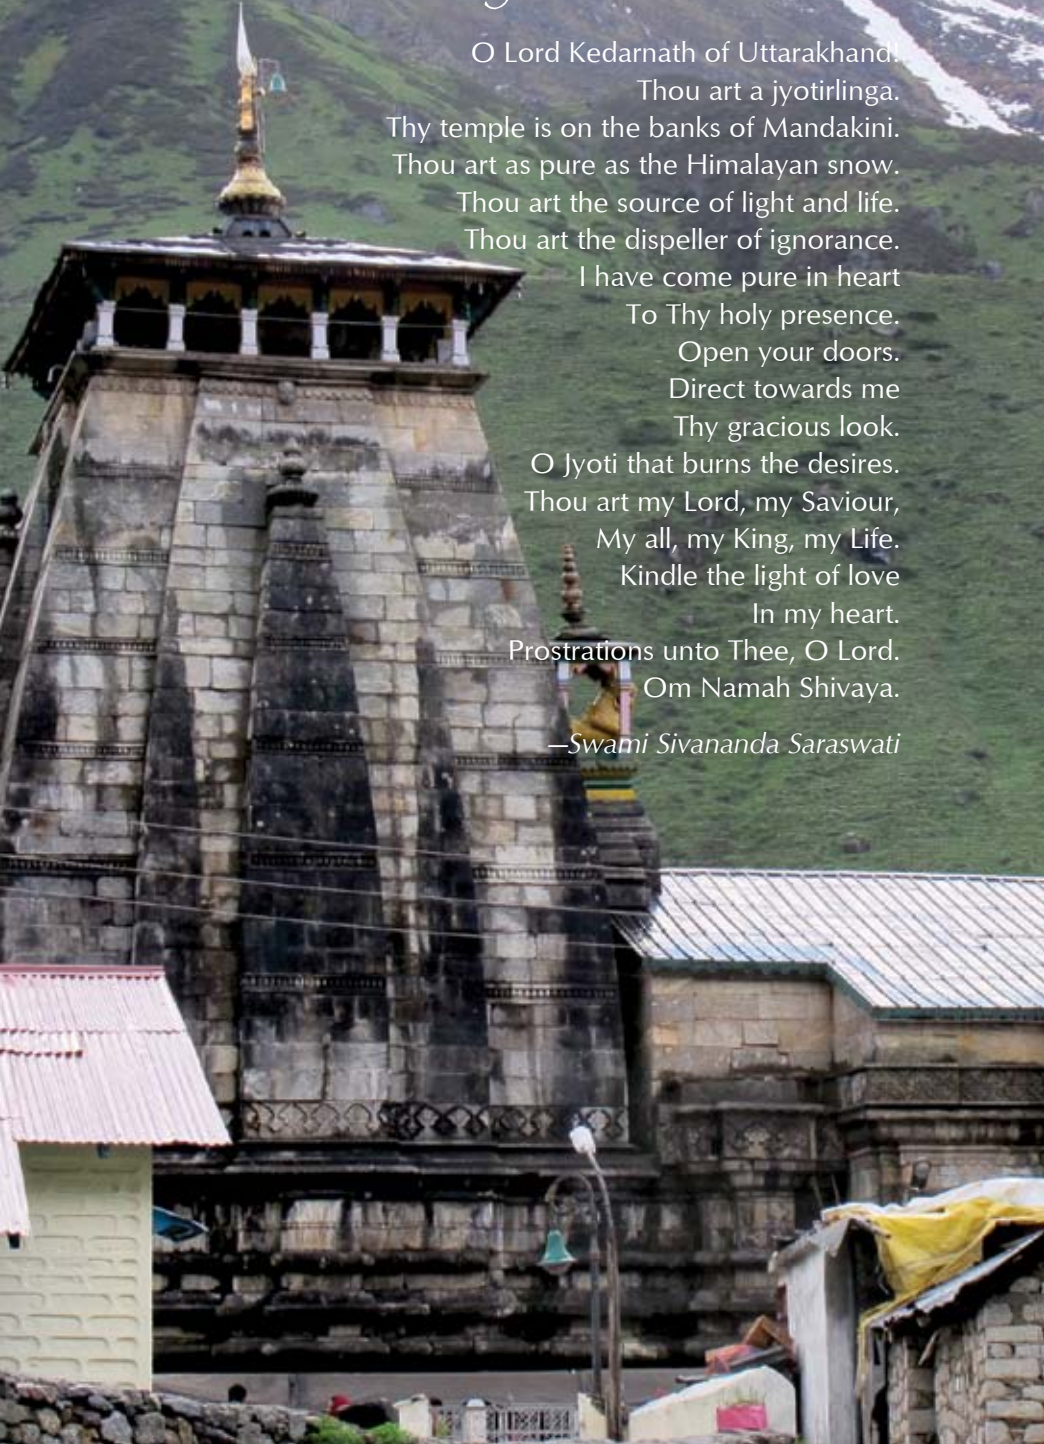 O Lord Kedarnath of Uttarakhand!
Thou art a jyotirlinga.
Thy temple is on the banks of Mandakini.
Thou art as pure as the Himalayan snow.
Thou art the source of light and life.
Thou art the dispeller of ignorance.
I have come pure in heart
To Thy holy presence.
Open your doors.
Direct towards me
Thy gracious look.
O Jyoti that burns the desires.
Thou art my Lord, my Saviour,
My all, my King, my Life.
Kindle the light of love
In my heart.
Prostrations unto Thee, O Lord.
Om Namah Shivaya.
—Swami Sivananda Saraswati